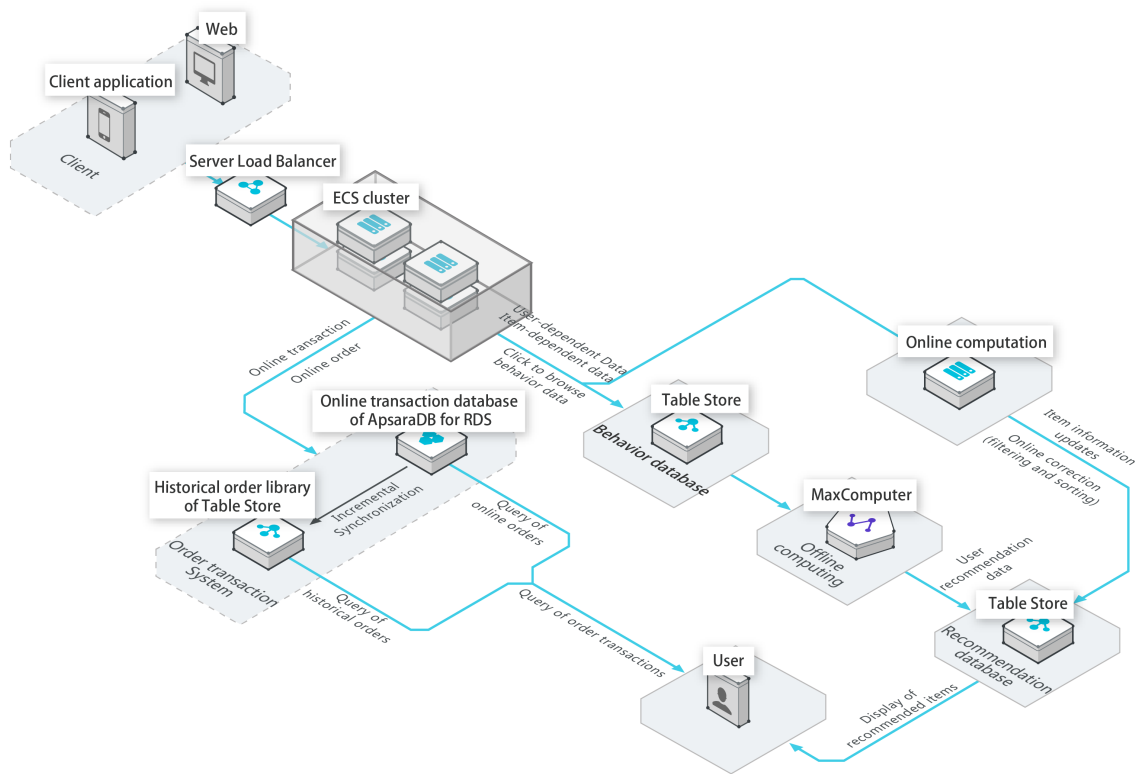 Web
Client application
Client
Server Load Balancer
ECS cluster
User-dependent Data
Item-dependent data
Click to browse
behavior data
Online transaction
Online order
Online computation
Online transaction database
of ApsaraDB for RDS
Table Store
Behavior database
Item information
updates
Online correction
(filtering and sorting)
Historical order library
of Table Store
Incremental
Synchronization
Query of
online orders
MaxComputer
Offline
computing
Order transaction
System
User
recommendation
data
Query of
historical orders
Query of order transactions
Table Store
Recommendation
database
User
Display of
recommended items